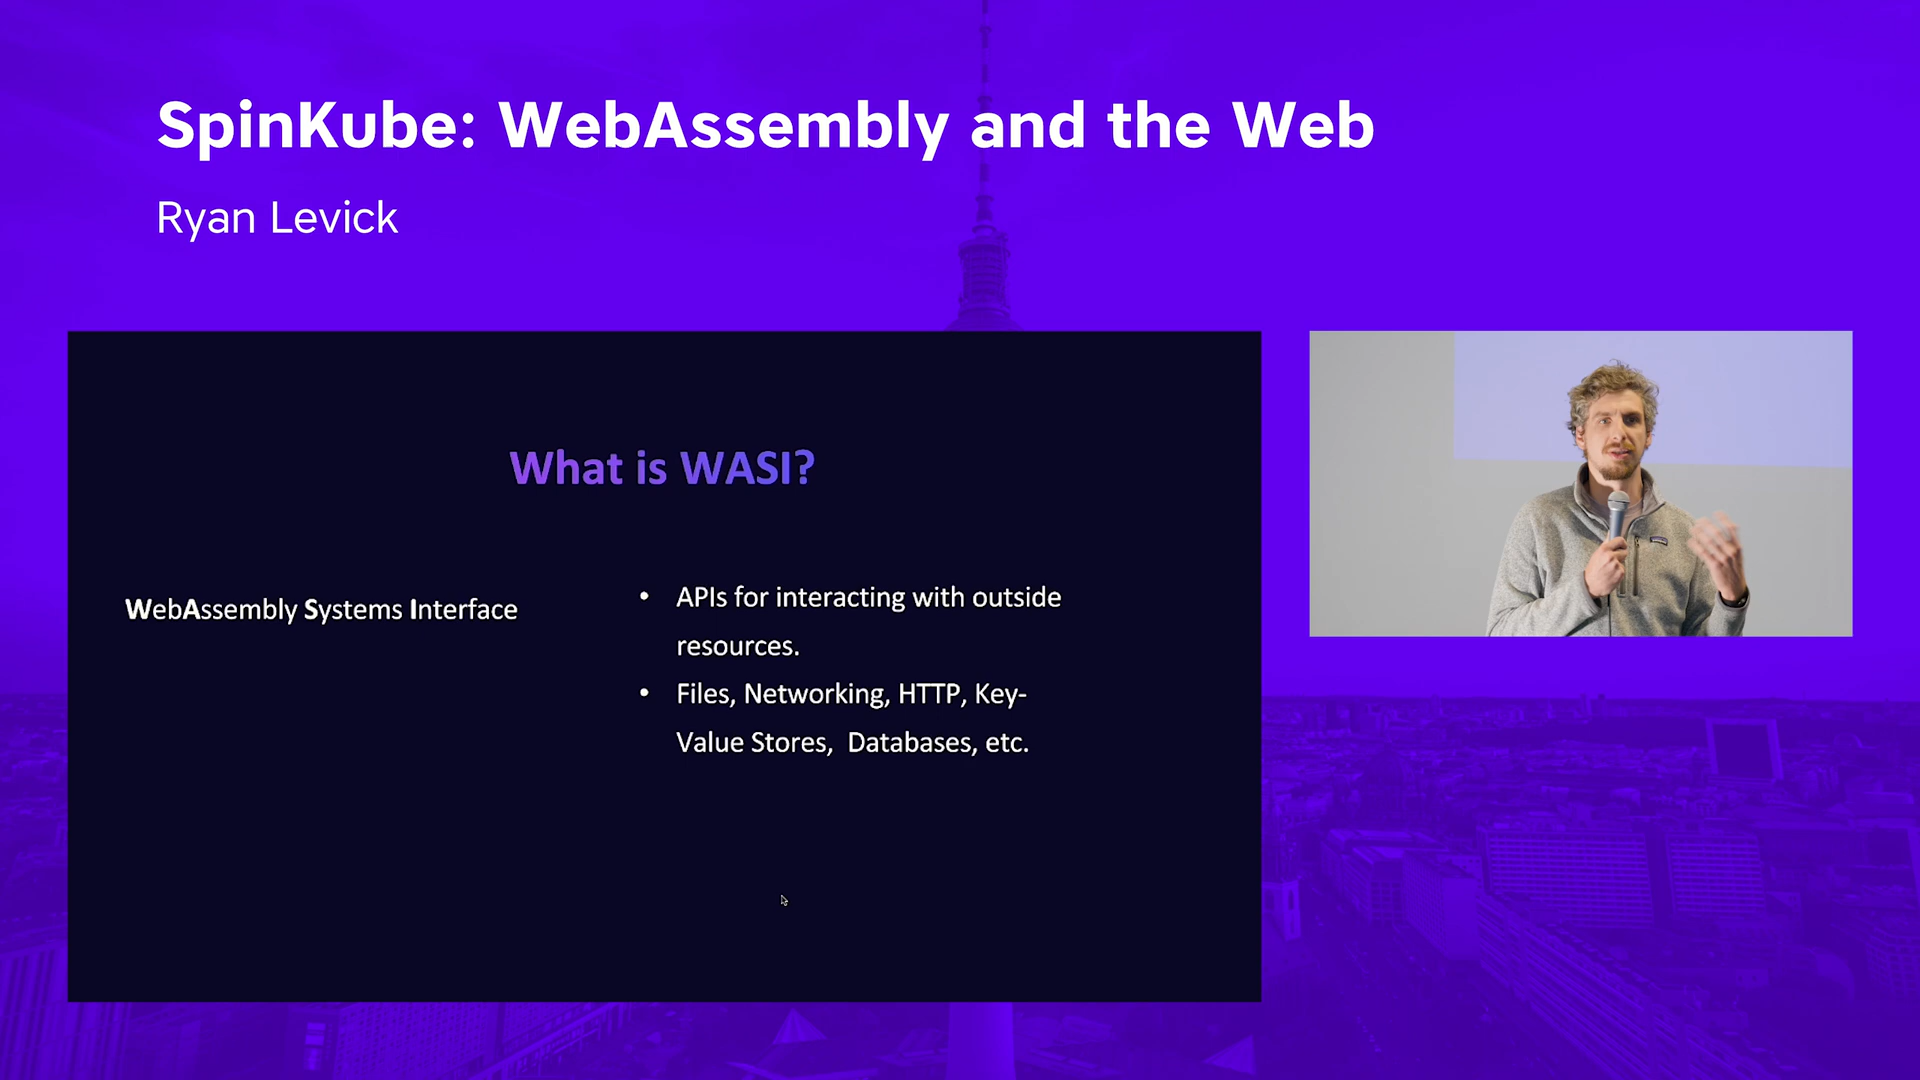 SpinKube: WebAssembly and the Web
Ryan Levick
What is WASI?
WebAssembly Systems Interface
• APIs for interacting with outside
resources.
• Files, Networking, HTTP, Key-
Value Stores, Databases, etc.